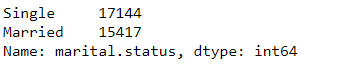 Single     17144
Married    15417
Name: marital.status, dtype: int64